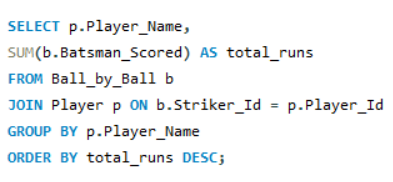 SELECT p.Player_Name,
SUM(b.Batsman_Scored) AS total_runs
FROM Ball_by_Ball b
JOIN Player p ON b.Striker_Id = p.Player_Id
GROUP BY p.Player_Name
ORDER BY total_runs DESC;